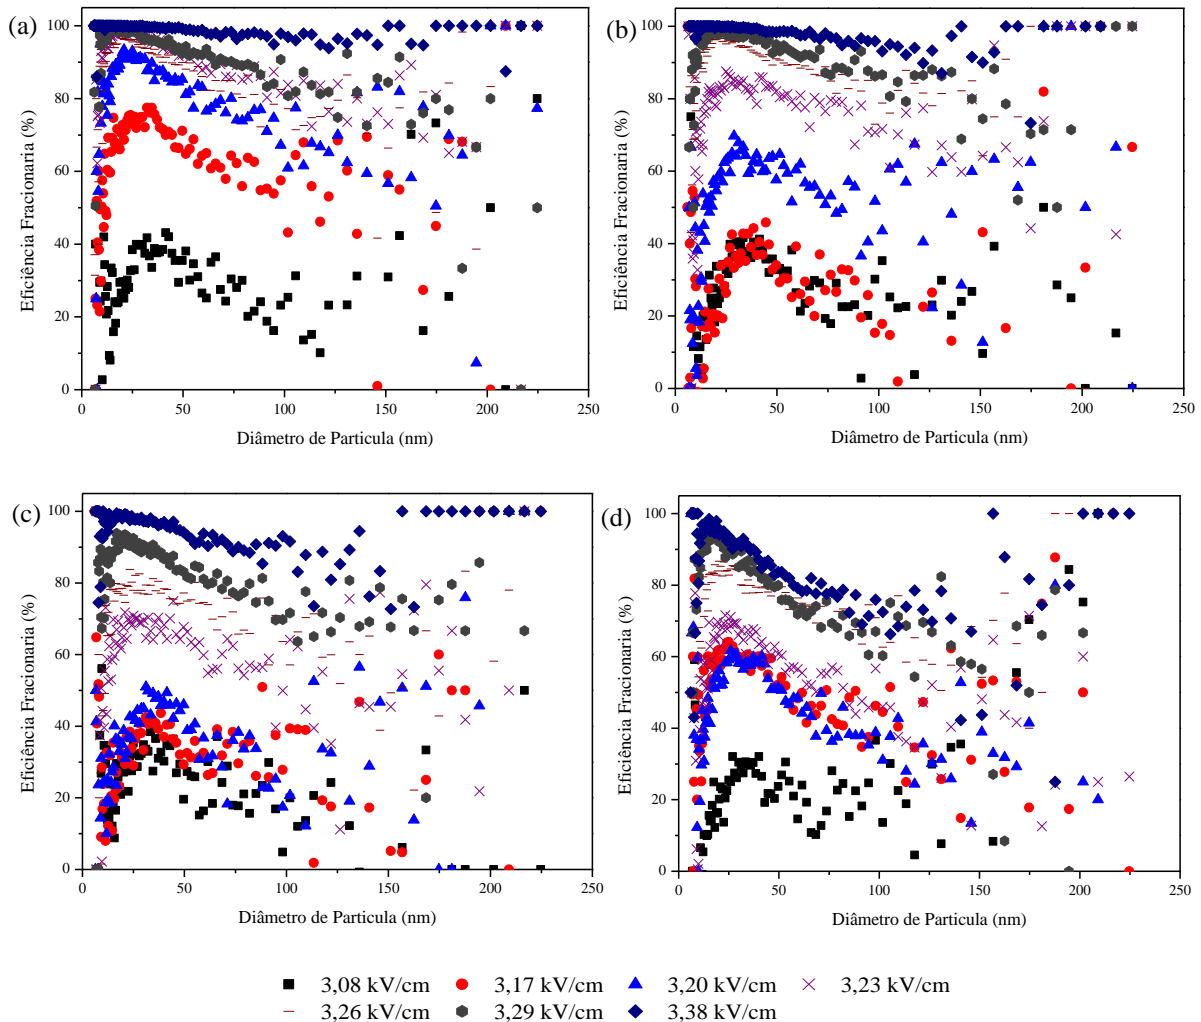 (a)
100
80
60
40
20
0
Eficiência Fracionaria (%)
0 50 100 150 200 250
Diâmetro de Particula (nm)
(b)
100
80
60
40
20
0
Eficiência Fracionaria (%)
0 50 100 150 200 250
Diâmetro de Particula (nm)
(c)
100
80
60
40
20
0
Eficiência Fracionaria (%)
0 50 100 150 200 250
Diâmetro de Particula (nm)
(d)
100
80
60
40
20
0
Eficiência Fracionaria (%)
0 50 100 150 200 250
Diâmetro de Particula (nm)
3,08 kV/cm 3,17 kV/cm 3,20 kV/cm 3,23 kV/cm
3,26 kV/cm 3,29 kV/cm 3,38 kV/cm